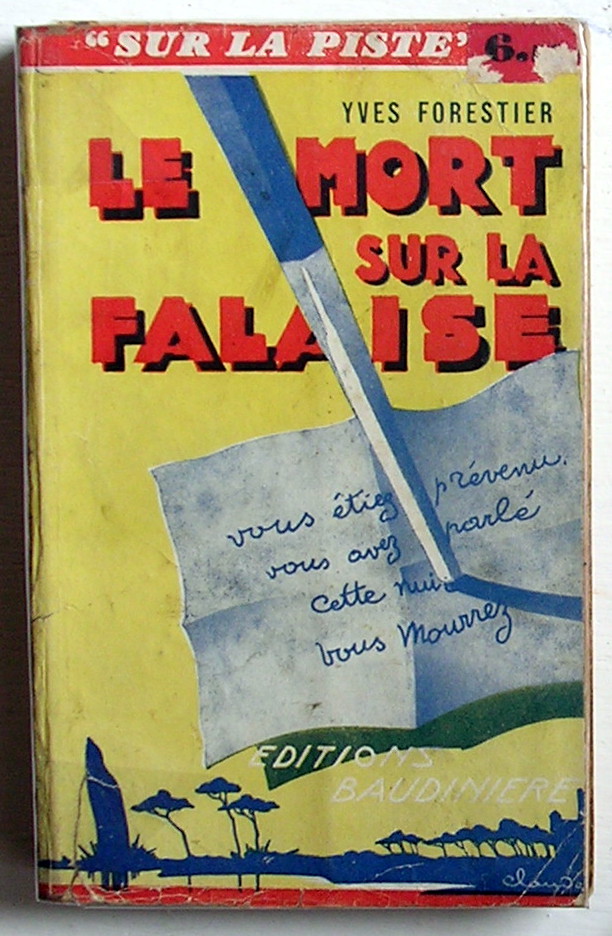 “SUR LA PISTE”
6.
YVES FORESTIER
LE MORT
SUR LA
FALAISE
vous étiez prévenu.
vous avez parlé
Cette nuit
Vous Mourrez
EDITIONS
BAUDINIERE